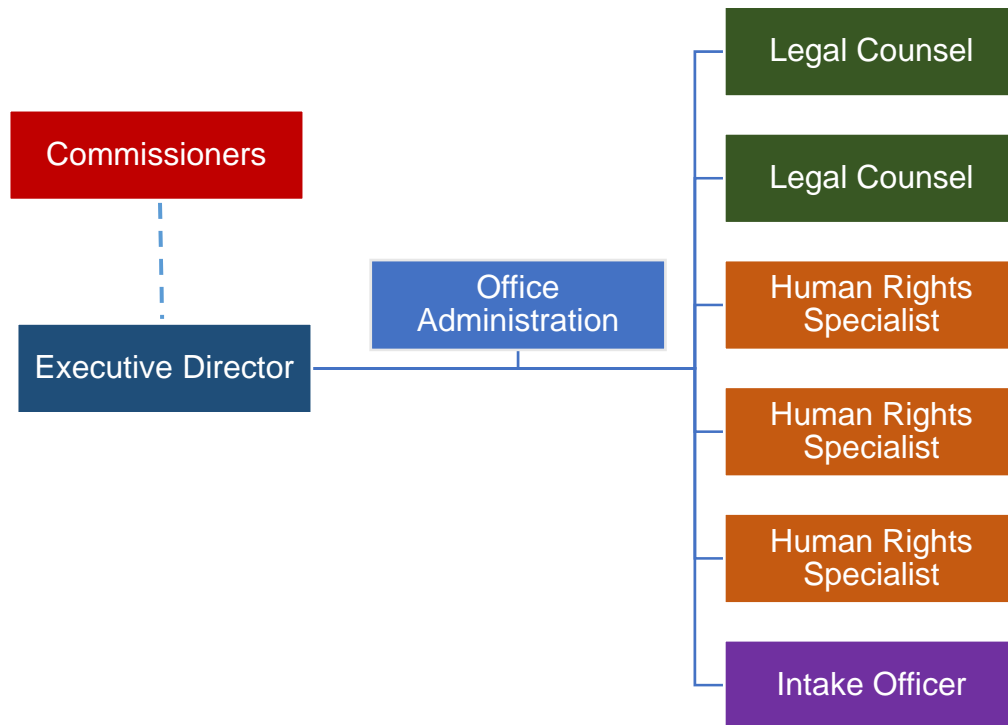 Commissioners
Executive Director
Office
Administration
Legal Counsel
Legal Counsel
Human Rights
Specialist
Human Rights
Specialist
Human Rights
Specialist
Intake Officer